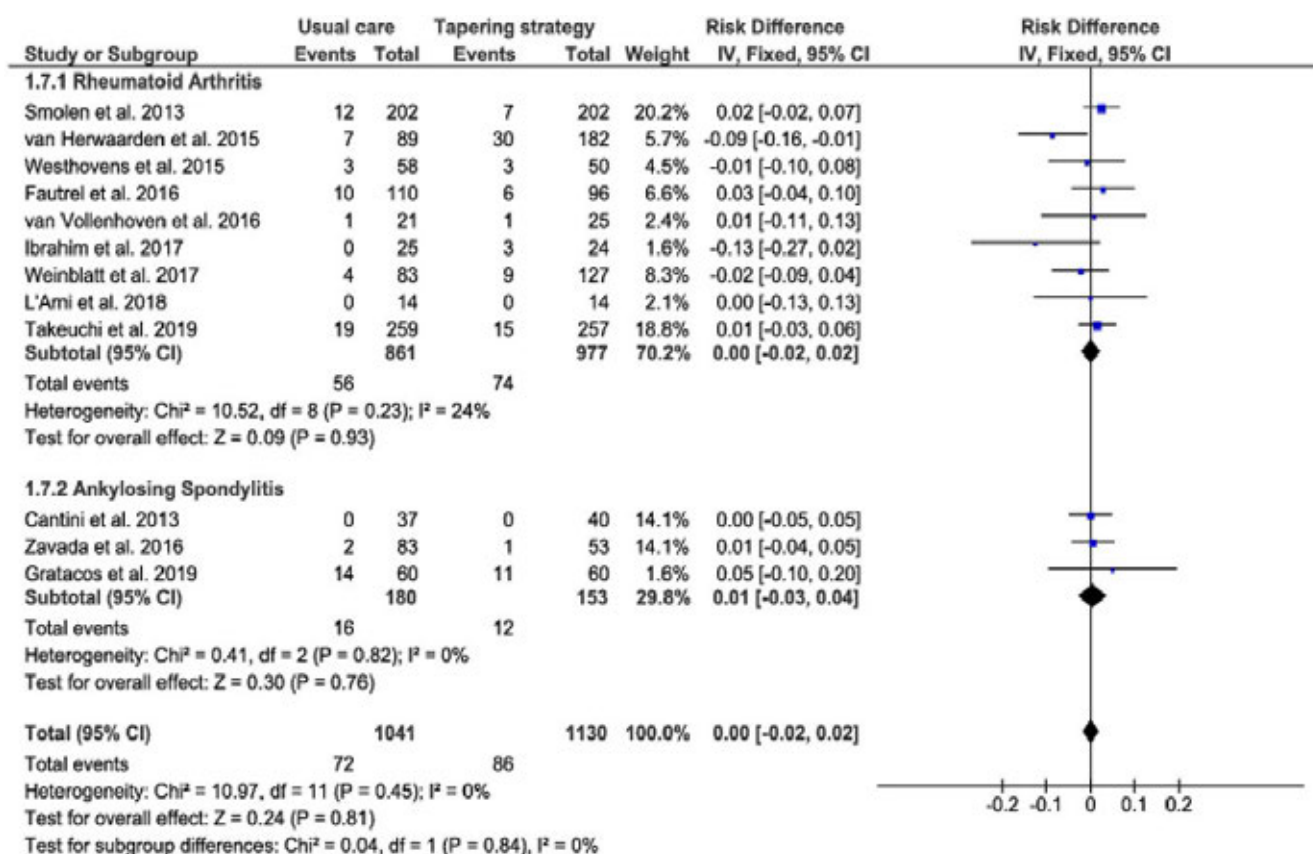 Usual care Tapering strategy Risk Difference Risk Difference
Study or Subgroup Events Total Events Total Weight IV, Fixed, 95% CI IV, Fixed, 95% CI
1.7.1 Rheumatoid Arthritis
Smolen et al. 2013 12 202 7 202 20.2% 0.02 [-0.02, 0.07]
van Herwaarden et al. 2015 7 89 30 182 5.7% -0.09 [-0.16, -0.01]
Westhovens et al. 2015 3 58 3 50 4.5% -0.01 [-0.10, 0.08]
Fautrel et al. 2016 10 110 6 96 6.6% 0.03 [-0.04, 0.10]
van Vollenhoven et al. 2016 1 21 1 25 2.4% 0.01 [-0.11, 0.13]
Ibrahim et al. 2017 0 25 3 24 1.6% -0.13 [-0.27, 0.02]
Weinblatt et al. 2017 4 83 9 127 8.3% -0.02 [-0.09, 0.04]
L'Ami et al. 2018 0 14 0 14 2.1% 0.00 [-0.13, 0.13]
Takeuchi et al. 2019 19 259 15 257 18.8% 0.01 [-0.03, 0.06]
Subtotal (95% CI) 861 977 70.2% 0.00 [-0.02, 0.02]
Total events 56 74
Heterogeneity: Chi² = 10.52, df = 8 (P = 0.23); I² = 24%
Test for overall effect: Z = 0.09 (P = 0.93)
1.7.2 Ankylosing Spondylitis
Cantini et al. 2013 0 37 0 40 14.1% 0.00 [-0.05, 0.05]
Zavada et al. 2016 2 83 1 53 14.1% 0.01 [-0.04, 0.05]
Gratacos et al. 2019 14 60 11 60 1.6% 0.05 [-0.10, 0.20]
Subtotal (95% CI) 180 153 29.8% 0.01 [-0.03, 0.04]
Total events 16 12
Heterogeneity: Chi² = 0.41, df = 2 (P = 0.82); I² = 0%
Test for overall effect: Z = 0.30 (P = 0.76)
Total (95% CI) 1041 1130 100.0% 0.00 [-0.02, 0.02]
Total events 72 86
Heterogeneity: Chi² = 10.97, df = 11 (P = 0.45); I² = 0%
Test for overall effect: Z = 0.24 (P = 0.81)
Test for subgroup differences: Chi² = 0.04, df = 1 (P = 0.84), I² = 0%
-0.2 -0.1 0 0.1 0.2